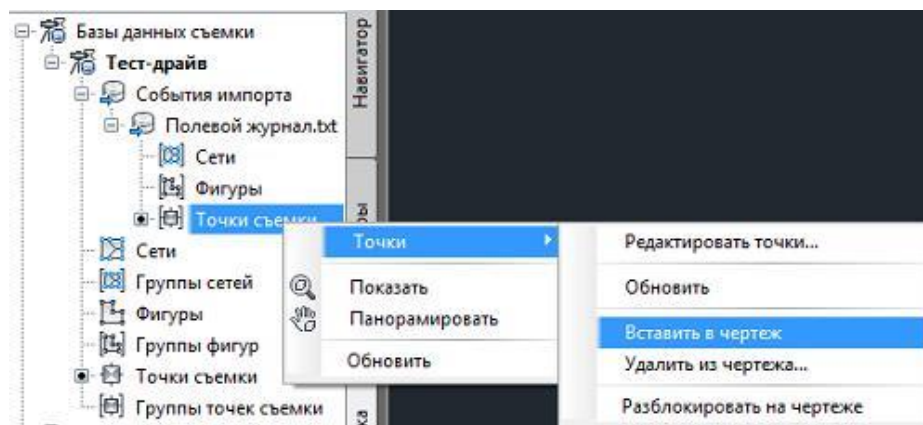 Базы данных съемки
Тест-драйв
События импорта
Полевой журнал.txt
Сети
Фигуры
Точки съемки
Сети
Группы сетей
Фигуры
Группы фигур
Точки съемки
Группы точек съемки
Навигатор
Точки
Показать
Панорамировать
Обновить
Редактировать точки...
Обновить
Вставить в чертеж
Удалить из чертежа...
Разблокировать на чертеже